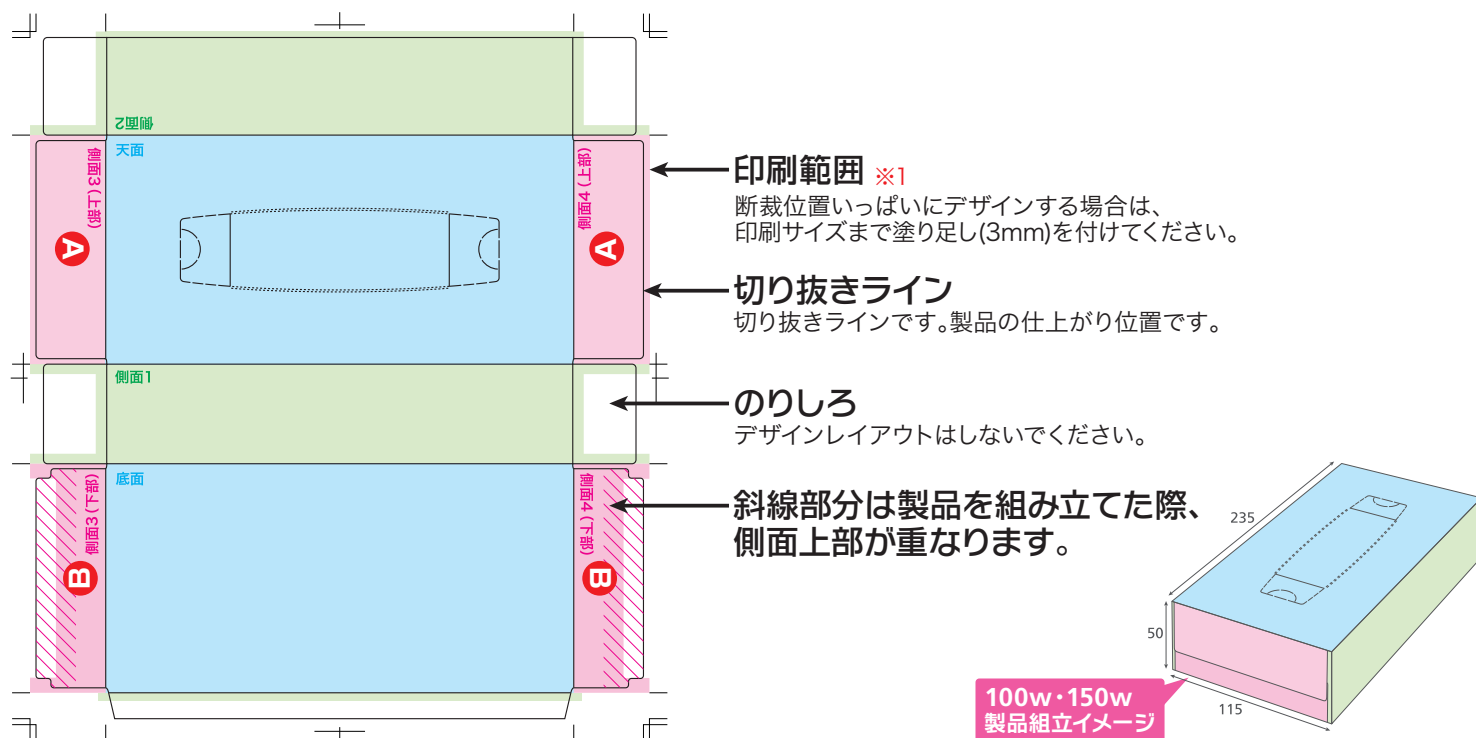 側面2
天面
側面3(上部)
A
側面4(上部)
A
側面1
底面
側面3(下部)
B
側面4(下部)
B
印刷範囲 ※1
断裁位置いっぱいにデザインする場合は、
印刷サイズまで塗り足し(3mm)を付けてください。
切り抜きライン
切り抜きラインです。製品の仕上がり位置です。
のりしろ
デザインレイアウトはしないでください。
斜線部分は製品を組み立てた際、
側面上部が重なります。
235
50
115
100w・150w
製品組立イメージ